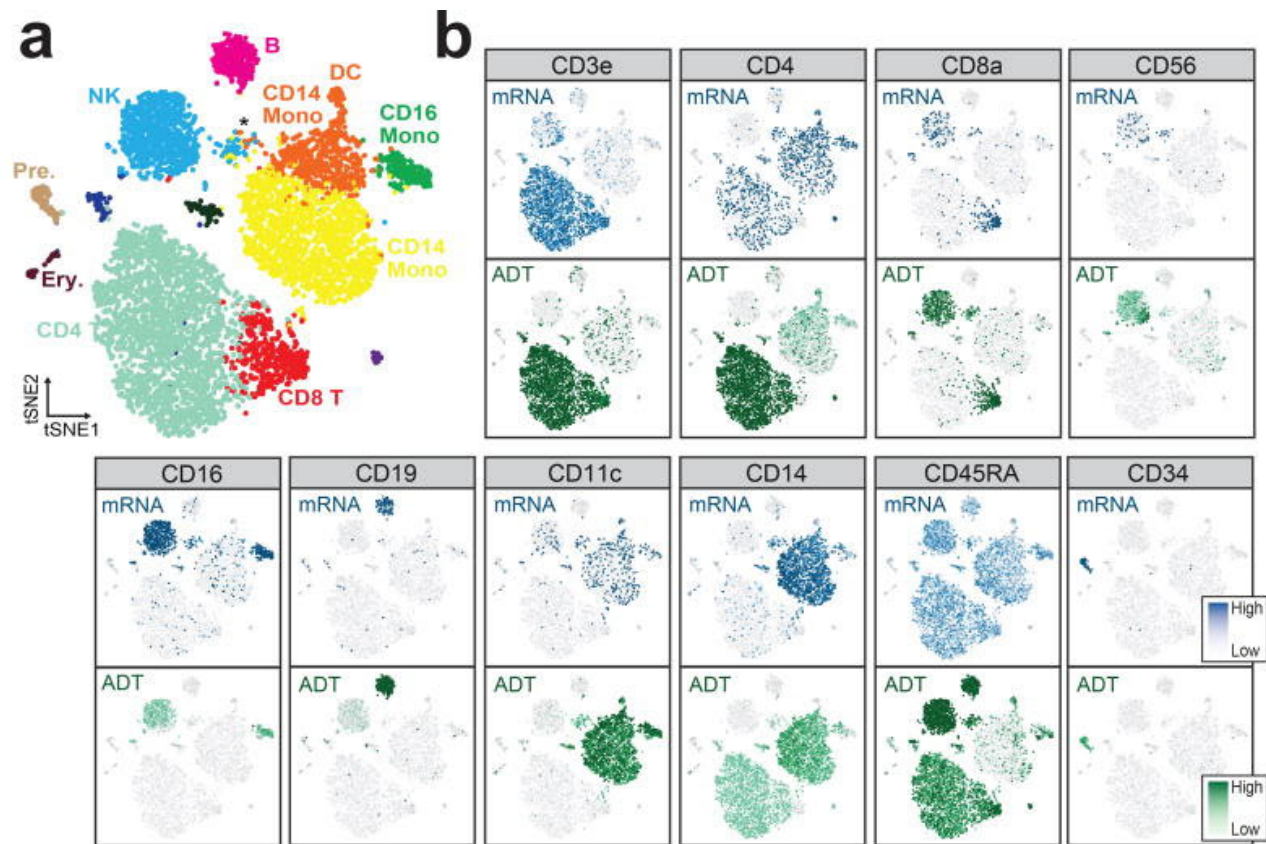 a
B
NK
CD14
Mono
DC
CD16
Mono
*
Pre.
CD14
Mono
Ery.
CD4 T
CD8 T
tSNE2
tSNE1
b
CD3e
CD4
CD8a
CD56
mRNA
mRNA
mRNA
mRNA
ADT
ADT
ADT
ADT
CD16
CD19
CD11c
CD14
CD45RA
CD34
mRNA
mRNA
mRNA
mRNA
mRNA
mRNA
High
Low
ADT
ADT
ADT
ADT
ADT
ADT
High
Low